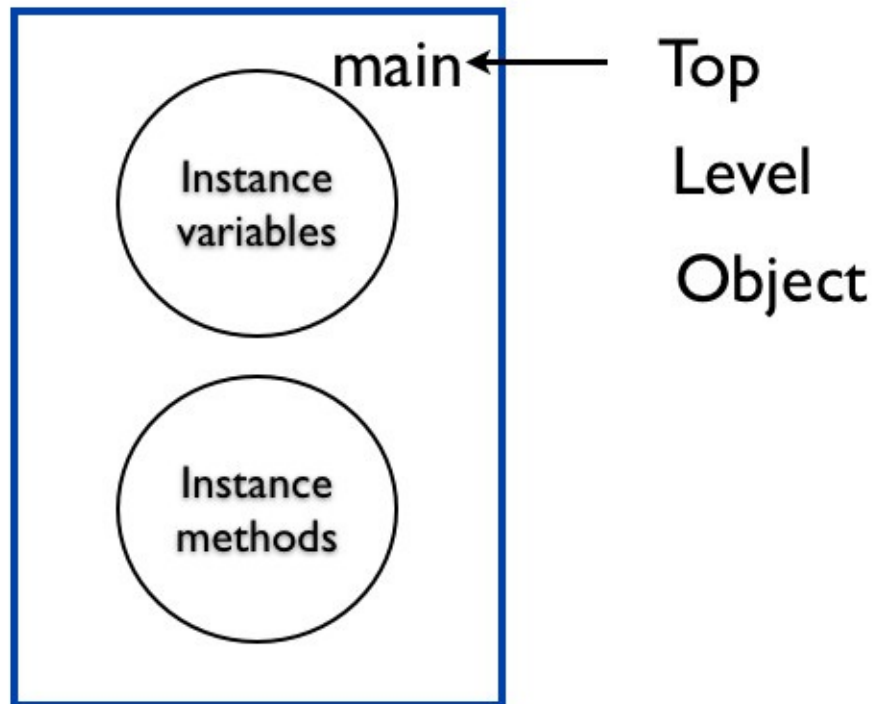 main
Top
Level
Object
Instance
variables
Instance
methods